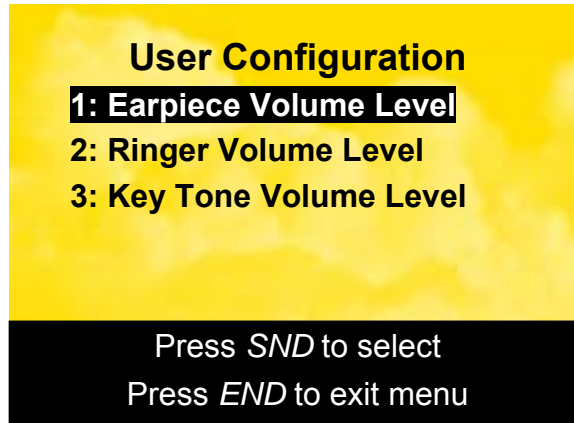 User Configuration
1: Earpiece Volume Level
2: Ringer Volume Level
3: Key Tone Volume Level
Press SND to select
Press END to exit menu